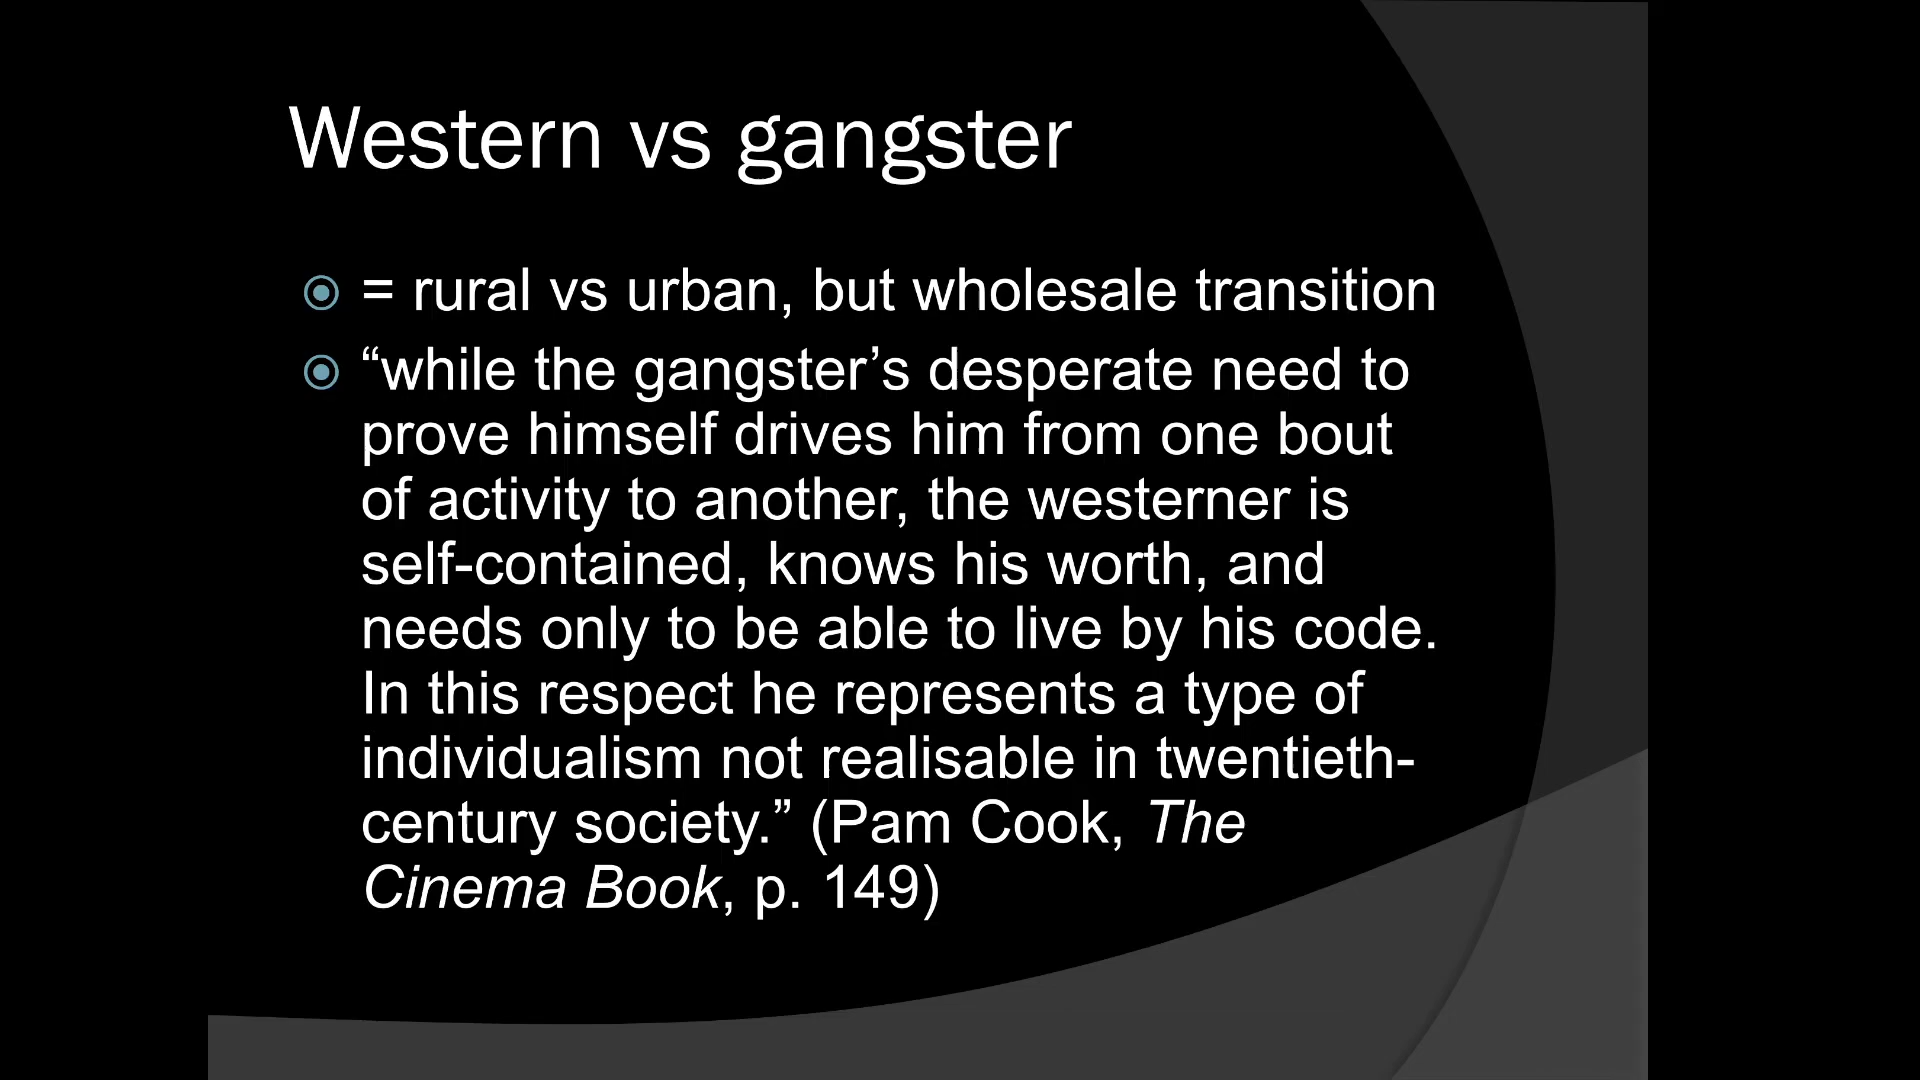 Western vs gangster
= rural vs urban, but wholesale transition
“while the gangster’s desperate need to
prove himself drives him from one bout
of activity to another, the westerner is
self-contained, knows his worth, and
needs only to be able to live by his code.
In this respect he represents a type of
individualism not realisable in twentieth-
century society.” (Pam Cook, The
Cinema Book, p. 149)